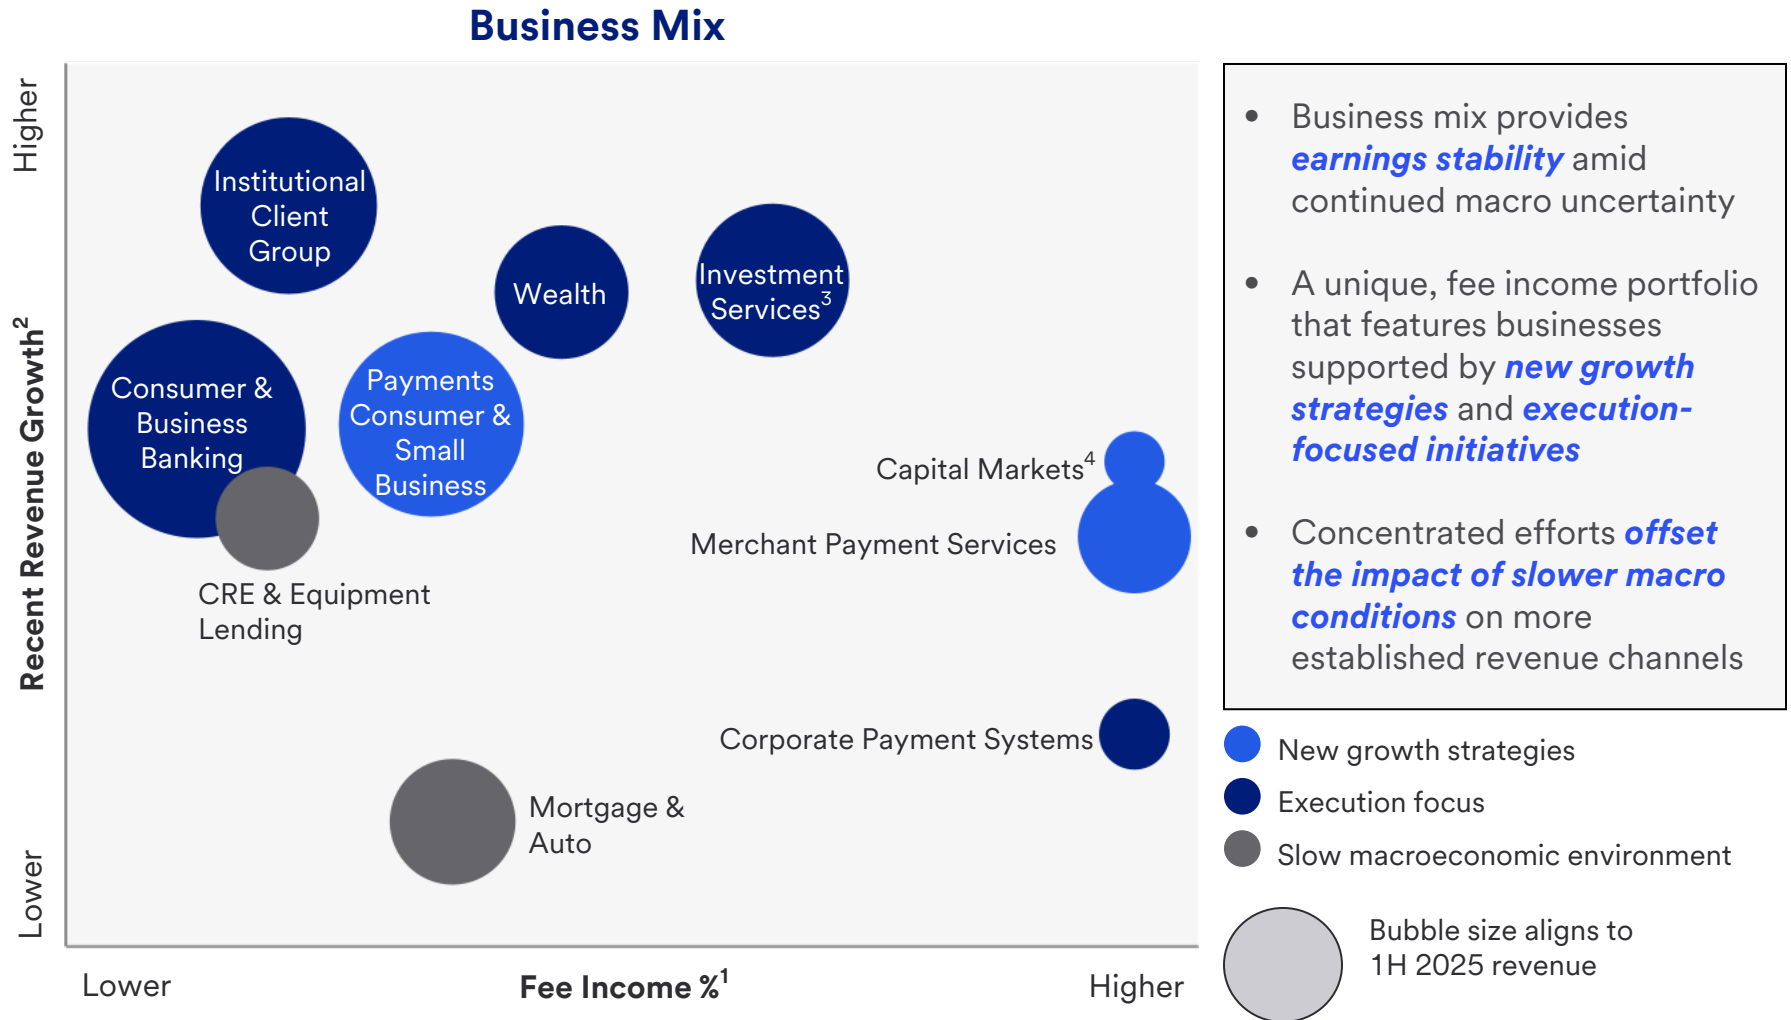 Business Mix
Higher
Recent Revenue Growth2
Lower
Institutional
Client
Group
Wealth
Investment
Services3
Consumer &
Business
Banking
Payments
Consumer &
Small
Business
Capital Markets4
Merchant Payment Services
CRE & Equipment
Lending
Corporate Payment Systems
Mortgage &
Auto
Lower
Fee Income %1
Higher
• Business mix provides
earnings stability amid
continued macro uncertainty
• A unique, fee income portfolio
that features businesses
supported by new growth
strategies and execution-
focused initiatives
• Concentrated efforts offset
the impact of slower macro
conditions on more
established revenue channels
New growth strategies
Execution focus
Slow macroeconomic environment
Bubble size aligns to
1H 2025 revenue